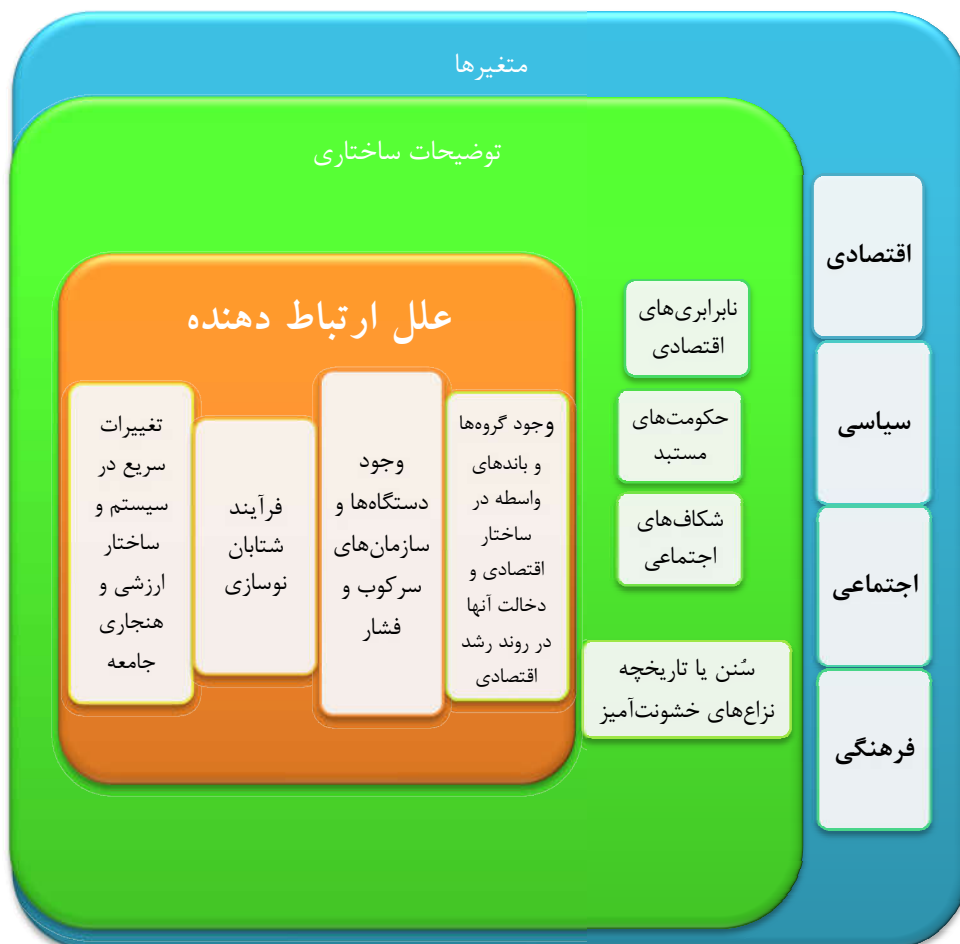 متغیرها
توضیحات ساختاری
اقتصادی
سیاسی
اجتماعی
فرهنگی
نابرابری‌های
اقتصادی
حکومت‌های
مستبد
شکاف‌های
اجتماعی
سُنن یا تاریخچه
نزاع‌های خشونت‌آمیز
علل ارتباط دهنده
وجود گروه‌ها
و باندهای
واسطه در
ساختار
اقتصادی و
دخالت آنها
در روند رشد
اقتصادی
وجود
دستگاه‌ها و
سازمان‌های
سرکوب و
فشار
فرآیند
شتابان
نوسازی
تغییرات
سریع در
سیستم و
ساختار
ارزشی و
هنجاری
جامعه